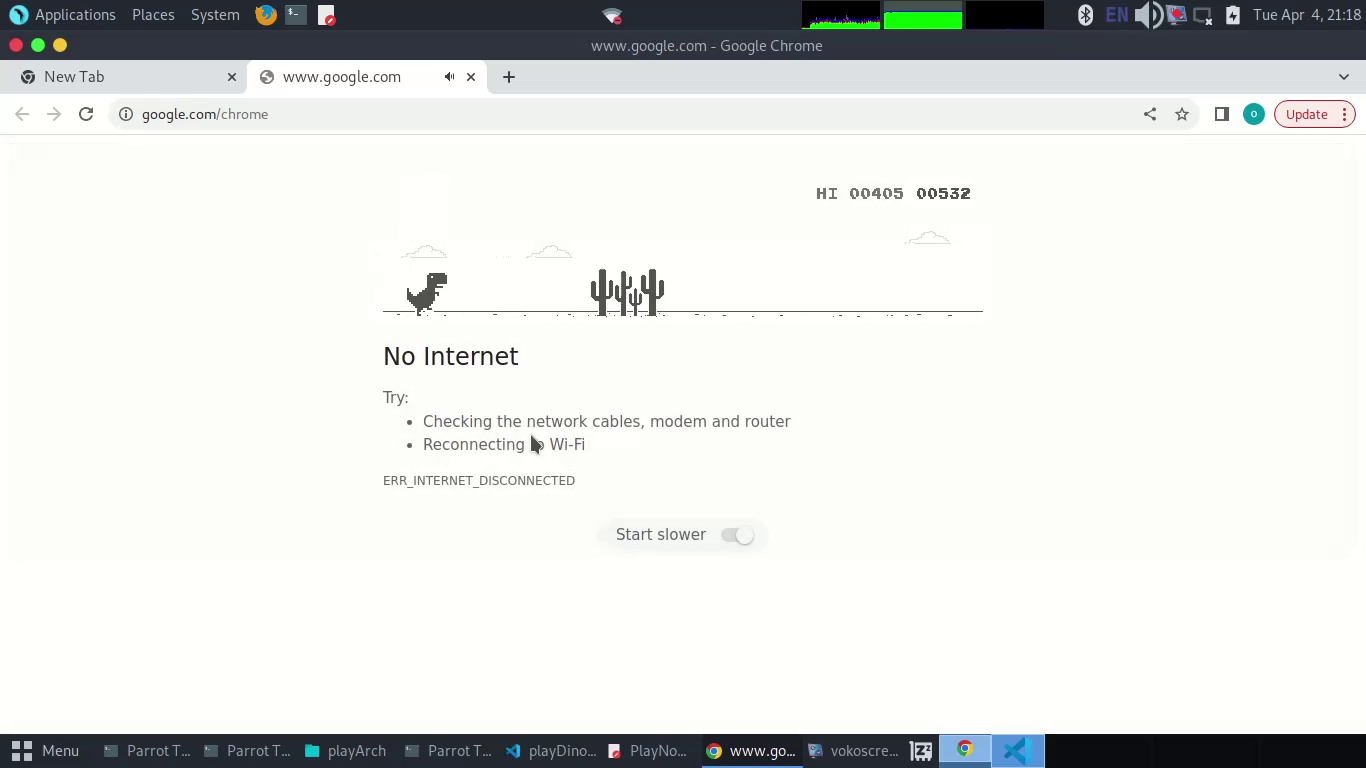 Applications Places System EN Tue Apr 4, 21:18
www.google.com - Google Chrome
New Tab www.google.com
google.com/chrome Update
HI 00405 00532
No Internet
Try:
• Checking the network cables, modem and router
• Reconnecting Wi-Fi
ERR_INTERNET_DISCONNECTED
Start slower
Menu Parrot T... Parrot T... playArch Parrot T... playDino... PlayNo... www.go... vokoscre...